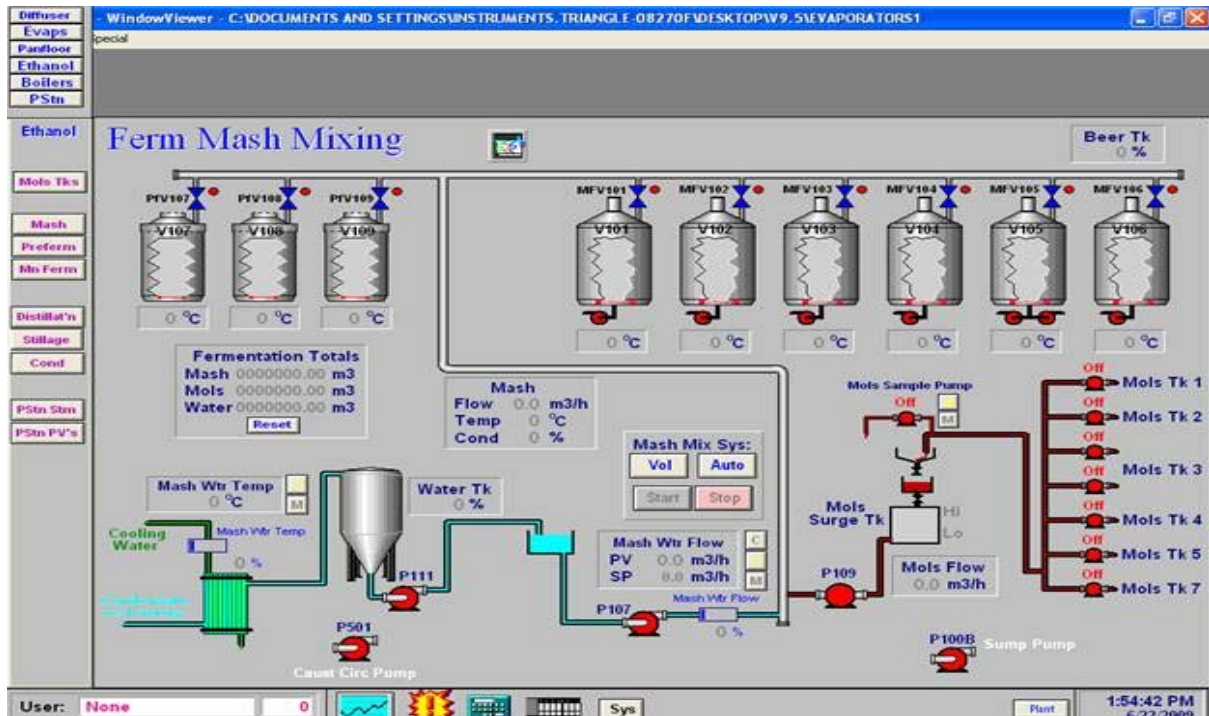 Diffuser
Evaps
Panfloor
Ethanol
Boilers
PStn
- WindowViewer - C:\DOCUMENTS AND SETTINGS\INSTRUMENTS.TRIANGLE-08270F\DESKTOP\V9.5\EVAPORATORS1
Special
Ethanol
Mols Tks
Mash
Preferm
Mn Ferm
Distillat'n
Stillage
Cond
PStn Stm
PStn PV's
Ferm Mash Mixing
Beer Tk
0 %
PfV107 PfV108 PfV109
MFV101 MFV102 MFV103 MFV104 MFV105 MFV106
V107 V108 V109
V101 V102 V103 V104 V105 V106
0 °C 0 °C 0 °C
0 °C 0 °C 0 °C 0 °C 0 °C 0 °C
Fermentation Totals
Mash 0000000.00 m3
Mols 0000000.00 m3
Water 0000000.00 m3
Reset
Mash
Flow 0.0 m3/h
Temp 0 °C
Cond 0 %
Mols Sample Pump
Off
M
Off
Mols Tk 1
Off
Mols Tk 2
Off
Mols Tk 3
Off
Off
Mols Tk 4
Off
Mols Tk 5
Off
Mols Tk 7
Mash Mix Sys:
Vol Auto
Start Stop
Mash Wtr Temp
0 °C
M
Water Tk
0 %
Mols
Surge Tk
Hi
Lo
Cooling
Water
Mash Wtr Temp
0 %
Mash Wtr Flow
C
PV 0.0 m3/h
SP 0.0 m3/h
M
Mols Flow
0.0 m3/h
P111
P109
P107
Mash Wtr Flow
0 %
P501
Caust Circ Pump
P100B
Sump Pump
User: None
0
Sys
Plant
1:54:42 PM